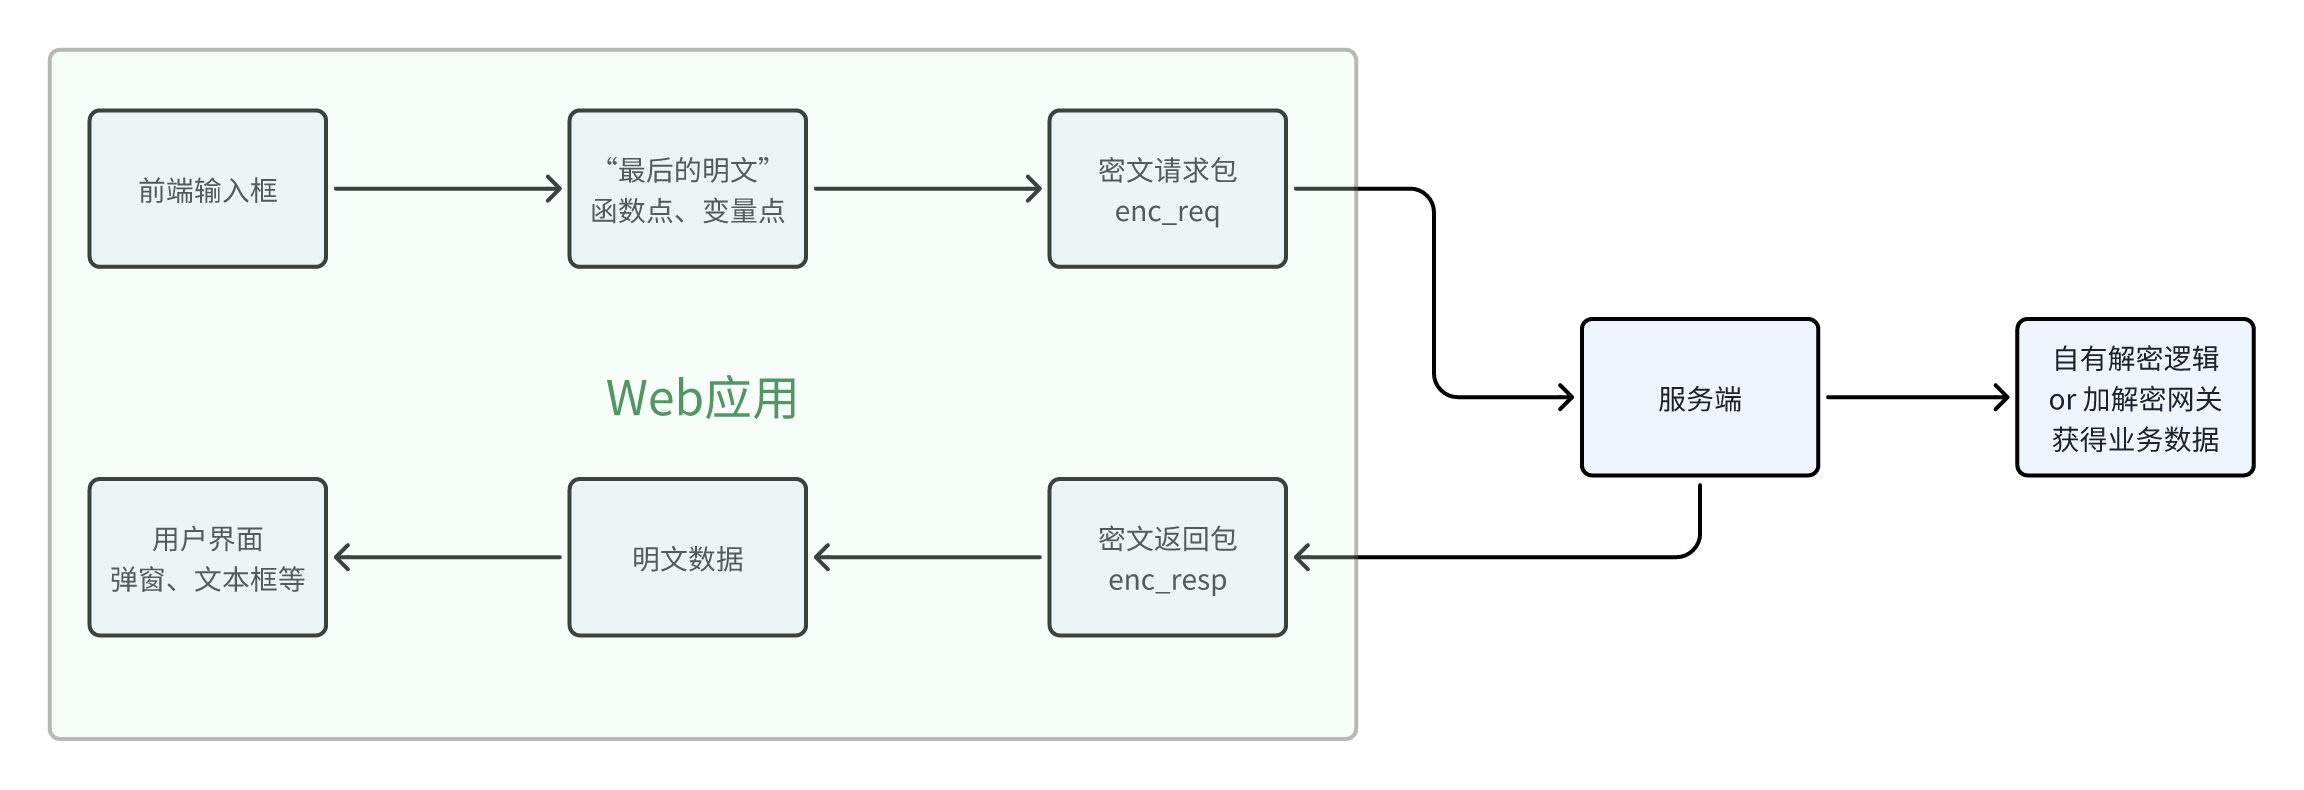 前端输入框
“最后的明文”
函数点、变量点
密文请求包
enc_req
Web应用
服务端
自有解密逻辑
or 加解密网关
获得业务数据
用户界面
弹窗、文本框等
明文数据
密文返回包
enc_resp